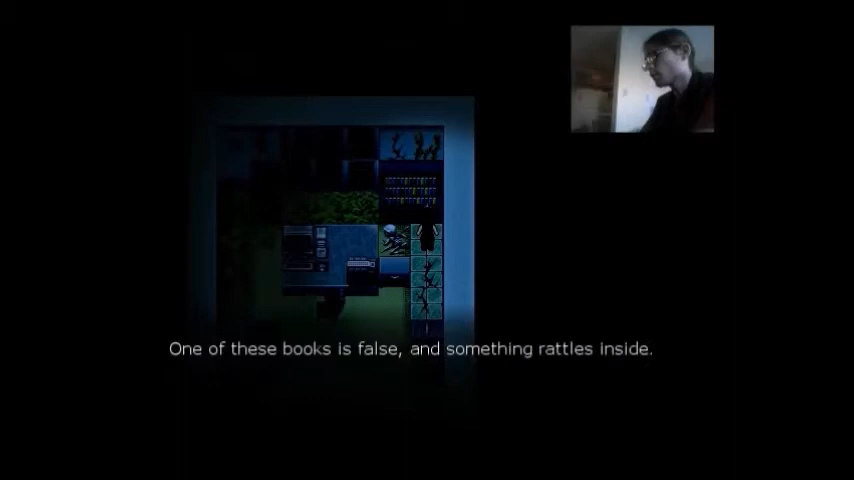 One of these books is false, and something rattles inside.